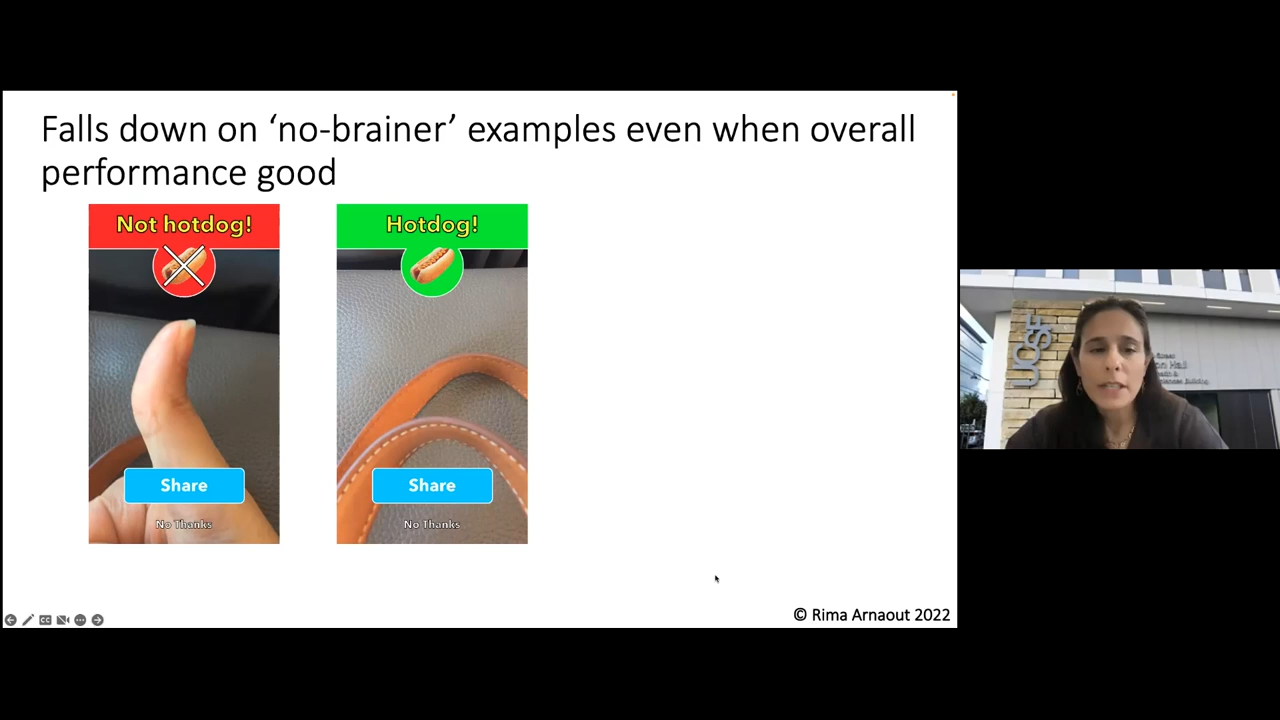 Falls down on ‘no-brainer’ examples even when overall
performance good
Not hotdog!
Share
No Thanks
Hotdog!
Share
No Thanks
© Rima Arnaout 2022
UCSF